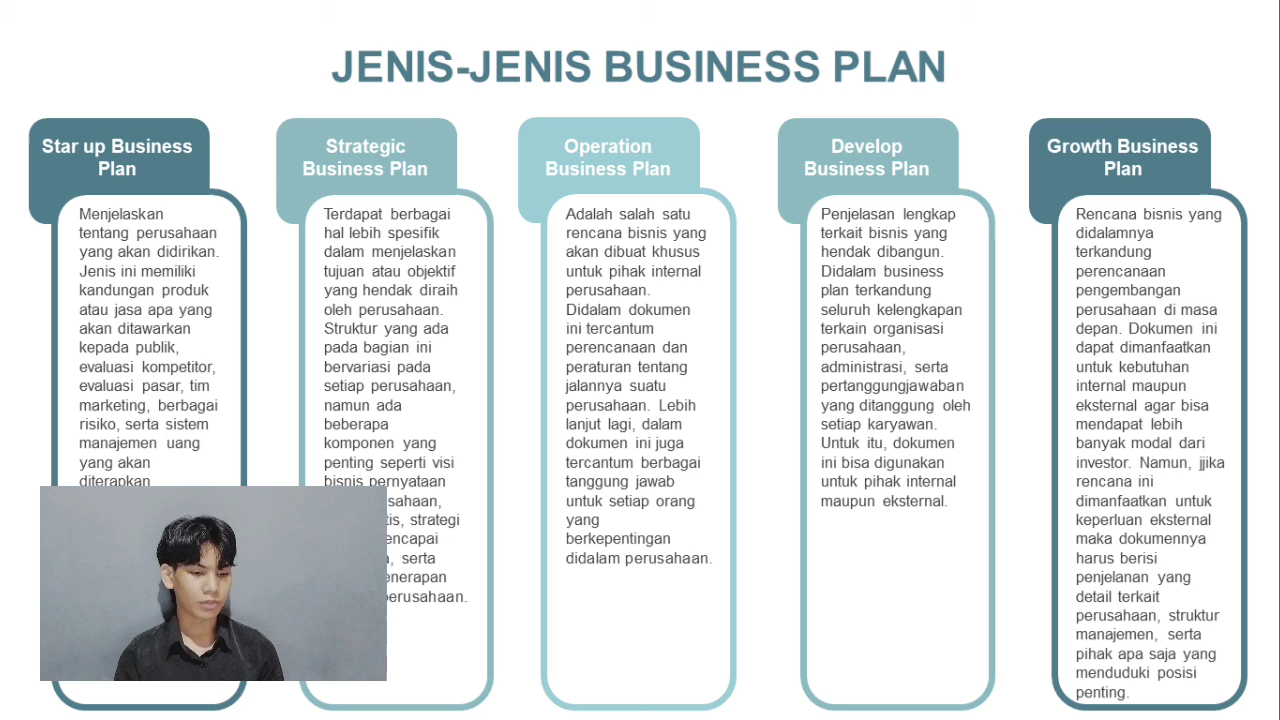 JENIS-JENIS BUSINESS PLAN
Star up Business
Plan
Menjelaskan
tentang perusahaan
yang akan didirikan.
Jenis ini memiliki
kandungan produk
atau jasa apa yang
akan ditawarkan
kepada publik,
evaluasi kompetitor,
evaluasi pasar, tim
marketing, berbagai
risiko, serta sistem
manajemen uang
yang akan
diterapkan
Strategic
Business Plan
Terdapat berbagai
hal lebih spesifik
dalam menjelaskan
tujuan atau objektif
yang hendak diraih
oleh perusahaan.
Struktur yang ada
pada bagian ini
bervariasi pada
setiap perusahaan,
namun ada
beberapa
komponen yang
penting seperti visi
bisnis pernyataan
strategi
serta
Operation
Business Plan
Adalah salah satu
rencana bisnis yang
akan dibuat khusus
untuk pihak internal
perusahaan.
Didalam dokumen
ini tercantum
perencanaan dan
peraturan tentang
jalannya suatu
perusahaan. Lebih
lanjut lagi, dalam
dokumen ini juga
tercantum berbagai
tanggung jawab
untuk setiap orang
yang
berkepentingan
didalam perusahaan.
Develop
Business Plan
Penjelasan lengkap
terkait bisnis yang
hendak dibangun.
Didalam business
plan terkandung
seluruh kelengkapan
terkain organisasi
perusahaan,
administrasi, serta
pertanggungjawaban
yang ditanggung oleh
setiap karyawan.
Untuk itu, dokumen
ini bisa digunakan
untuk pihak internal
maupun eksternal.
Growth Business
Plan
Rencana bisnis yang
didalamnya
terkandung
perencanaan
pengembangan
perusahaan di masa
depan. Dokumen ini
dapat dimanfaatkan
untuk kebutuhan
internal maupun
eksternal agar bisa
mendapat lebih
banyak modal dari
investor. Namun, jjika
rencana ini
dimanfaatkan untuk
keperluan eksternal
maka dokumennya
harus berisi
penjelanan yang
detail terkait
perusahaan, struktur
manajemen, serta
pihak apa saja yang
menduduki posisi
penting.